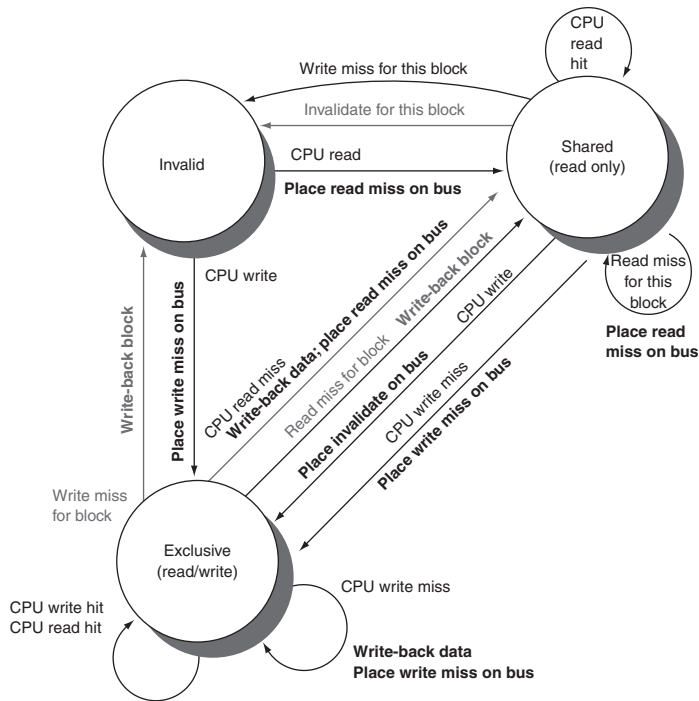 CPU
read
hit
Write miss for this block
Invalidate for this block
Invalid
CPU read
Place read miss on bus
Shared
(read only)
Read miss
for this
block
Place read
miss on bus
CPU write
Place write miss on bus
Write-back block
Write miss
for block
CPU read miss
Write-back data; place read miss on bus
Read miss for block
Write-back block
CPU write
Place invalidate on bus
CPU write miss
Place write miss on bus
Exclusive
(read/write)
CPU write hit
CPU read hit
CPU write miss
Write-back data
Place write miss on bus